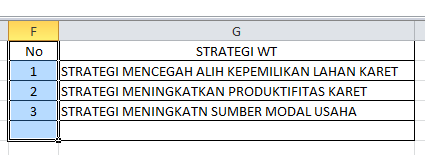 F G
No STRATEGI WT
1 STRATEGI MENCEGAH ALIH KEPEMILIKAN LAHAN KARET
2 STRATEGI MENINGKATKAN PRODUKTIFITAS KARET
3 STRATEGI MENINGKATN SUMBER MODAL USAHA